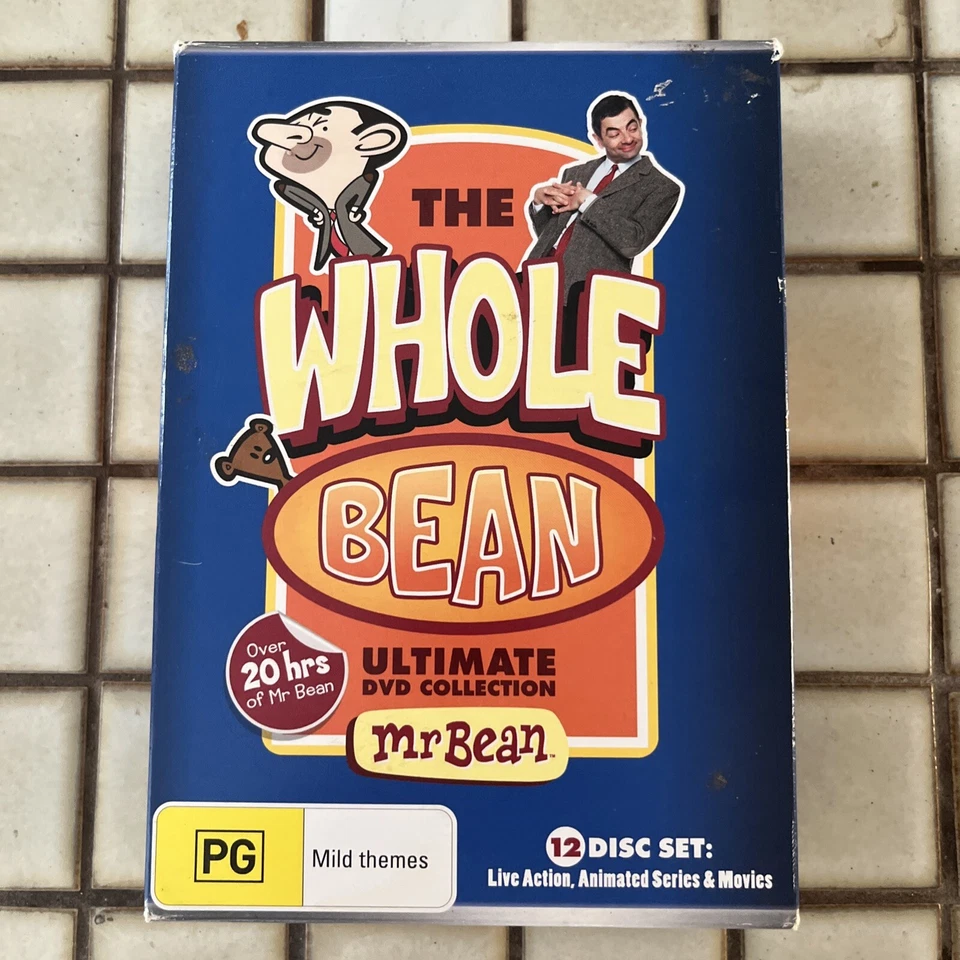 THE
WHOLE
BEAN
Over
20 hrs
of Mr Bean
ULTIMATE
DVD COLLECTION
mr Bean™
PG
Mild themes
12 DISC SET:
Live Action, Animated Series & Movies